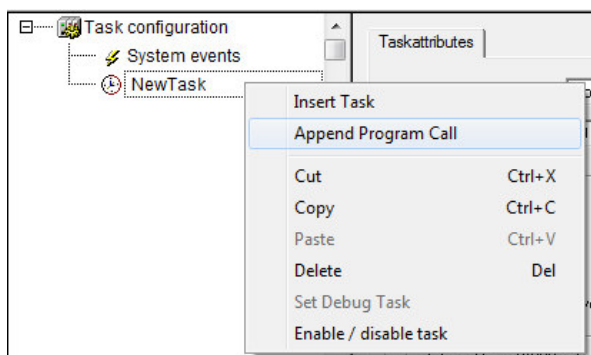 Task configuration
System events
NewTask
Taskattributes
Insert Task
Append Program Call
Cut Ctrl+X
Copy Ctrl+C
Paste Ctrl+V
Delete Del
Set Debug Task
Enable / disable task